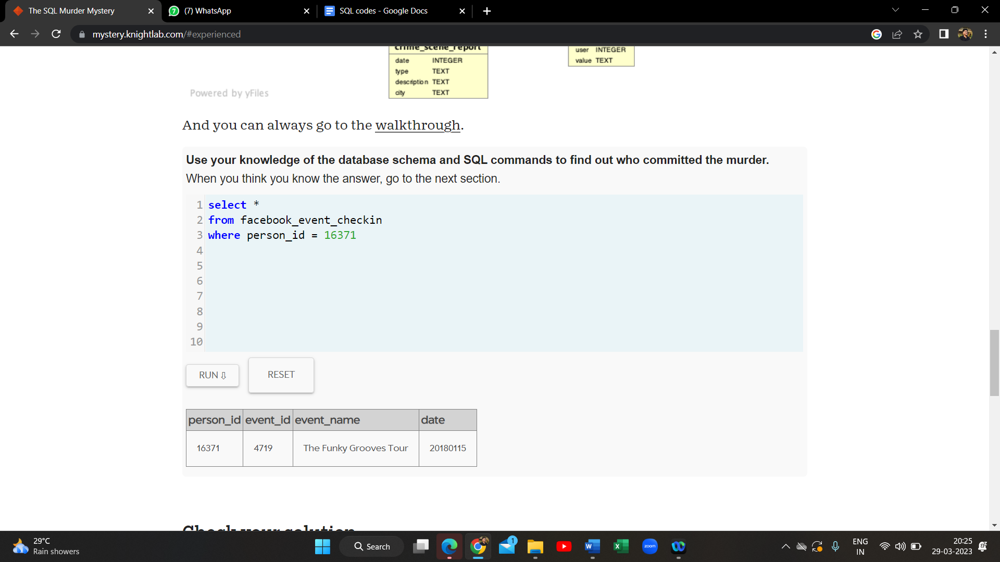 The SQL Murder Mystery
(7) WhatsApp
SQL codes - Google Docs
mystery.knightlab.com/#experienced
crime_scene_report
date INTEGER
type TEXT
description TEXT
city TEXT
user INTEGER
value TEXT
Powered by yFiles
And you can always go to the walkthrough.
Use your knowledge of the database schema and SQL commands to find out who committed the murder.
When you think you know the answer, go to the next section.
1 select *
2 from facebook_event_checkin
3 where person_id = 16371
4
5
6
7
8
9
10
RUN ⇩
RESET
person_id event_id event_name date
16371 4719 The Funky Grooves Tour 20180115
Check your solution
29°C
Rain showers
Search
1
zoom
ENG
IN
20:25
29-03-2023